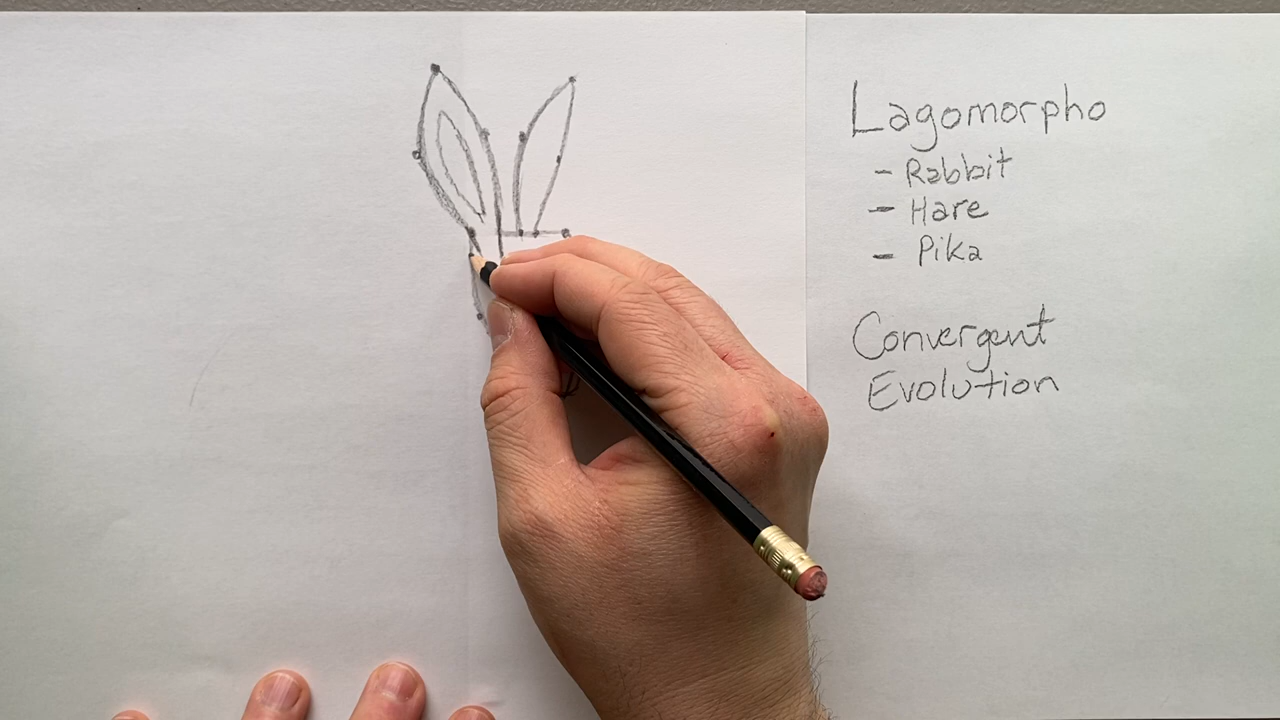 Lagomorpho
- Rabbit
- Hare
- Pika
Convergent
Evolution